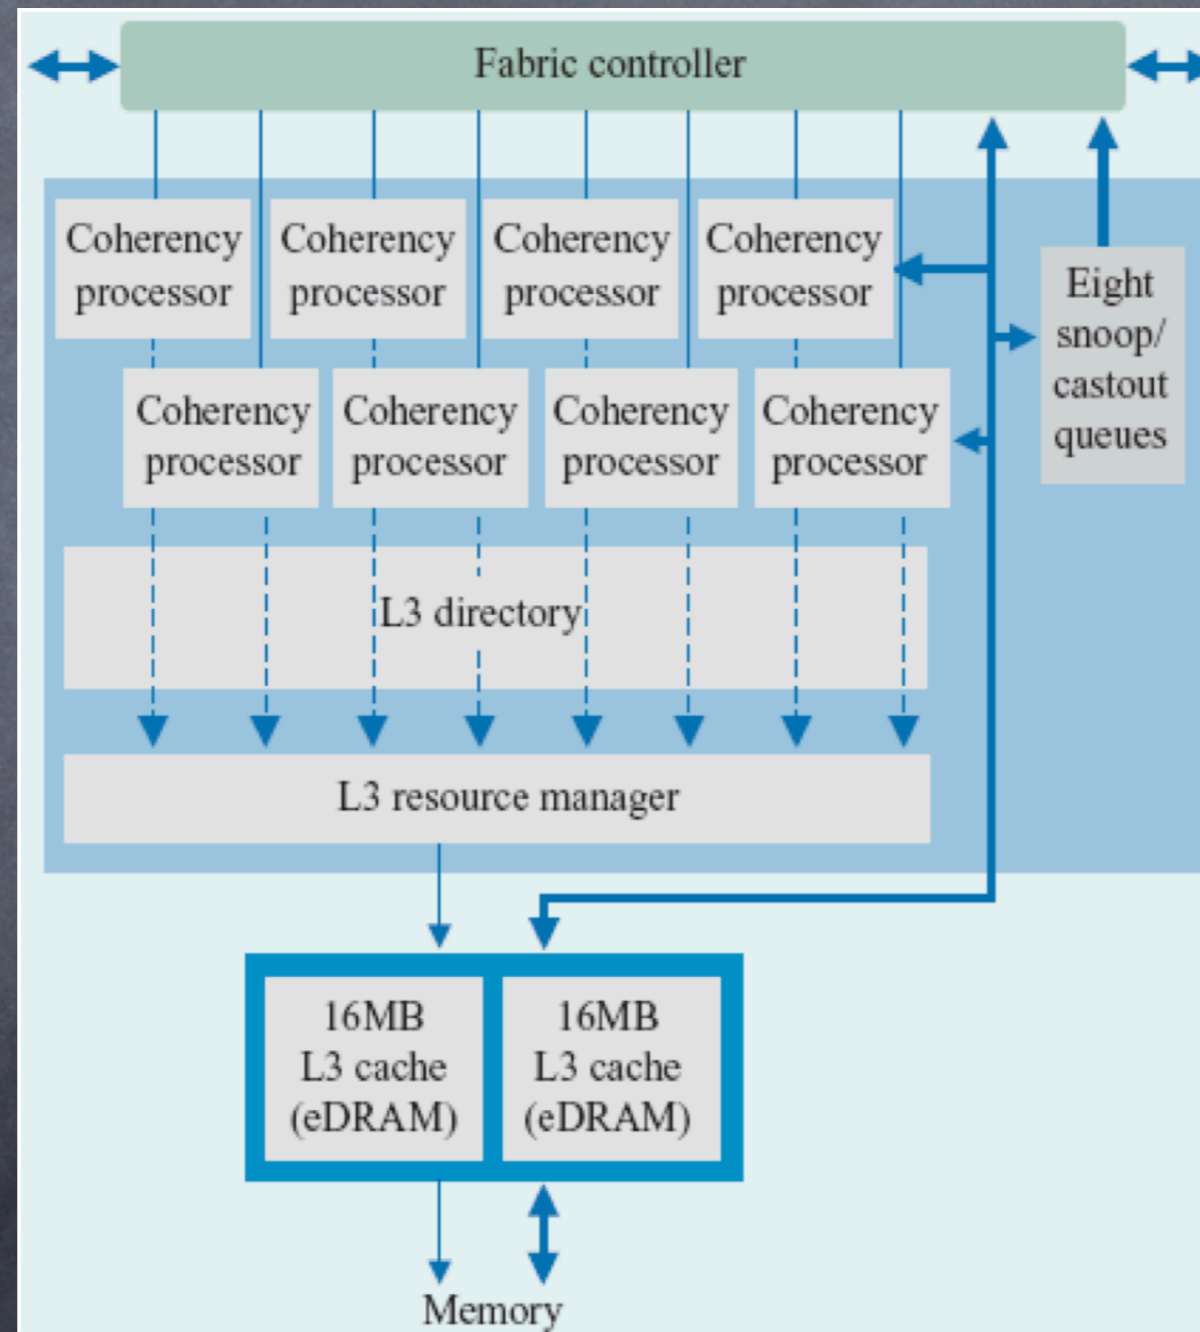 Fabric controller
Coherency
processor
Coherency
processor
Coherency
processor
Coherency
processor
Eight
snoop/
castout
queues
Coherency
processor
Coherency
processor
Coherency
processor
Coherency
processor
L3 directory
L3 resource manager
16MB
L3 cache
(eDRAM)
16MB
L3 cache
(eDRAM)
Memory